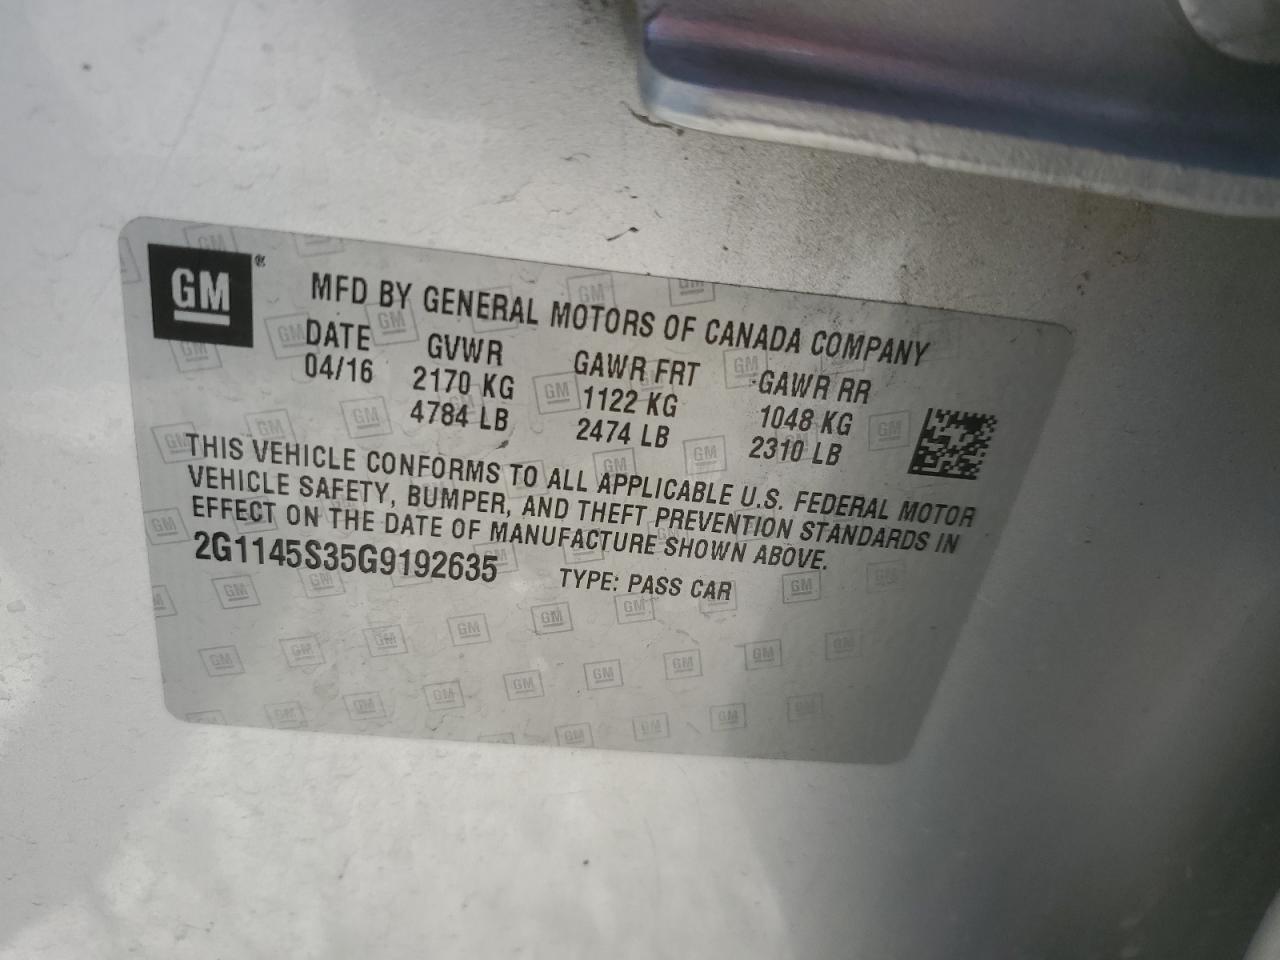 GM ®
MFD BY GENERAL MOTORS OF CANADA COMPANY
DATE GVWR GAWR FRT GAWR RR
04/16 2170 KG 1122 KG 1048 KG
4784 LB 2474 LB 2310 LB
THIS VEHICLE CONFORMS TO ALL APPLICABLE U.S. FEDERAL MOTOR
VEHICLE SAFETY, BUMPER, AND THEFT PREVENTION STANDARDS IN
EFFECT ON THE DATE OF MANUFACTURE SHOWN ABOVE.
2G1145S35G9192635 TYPE: PASS CAR